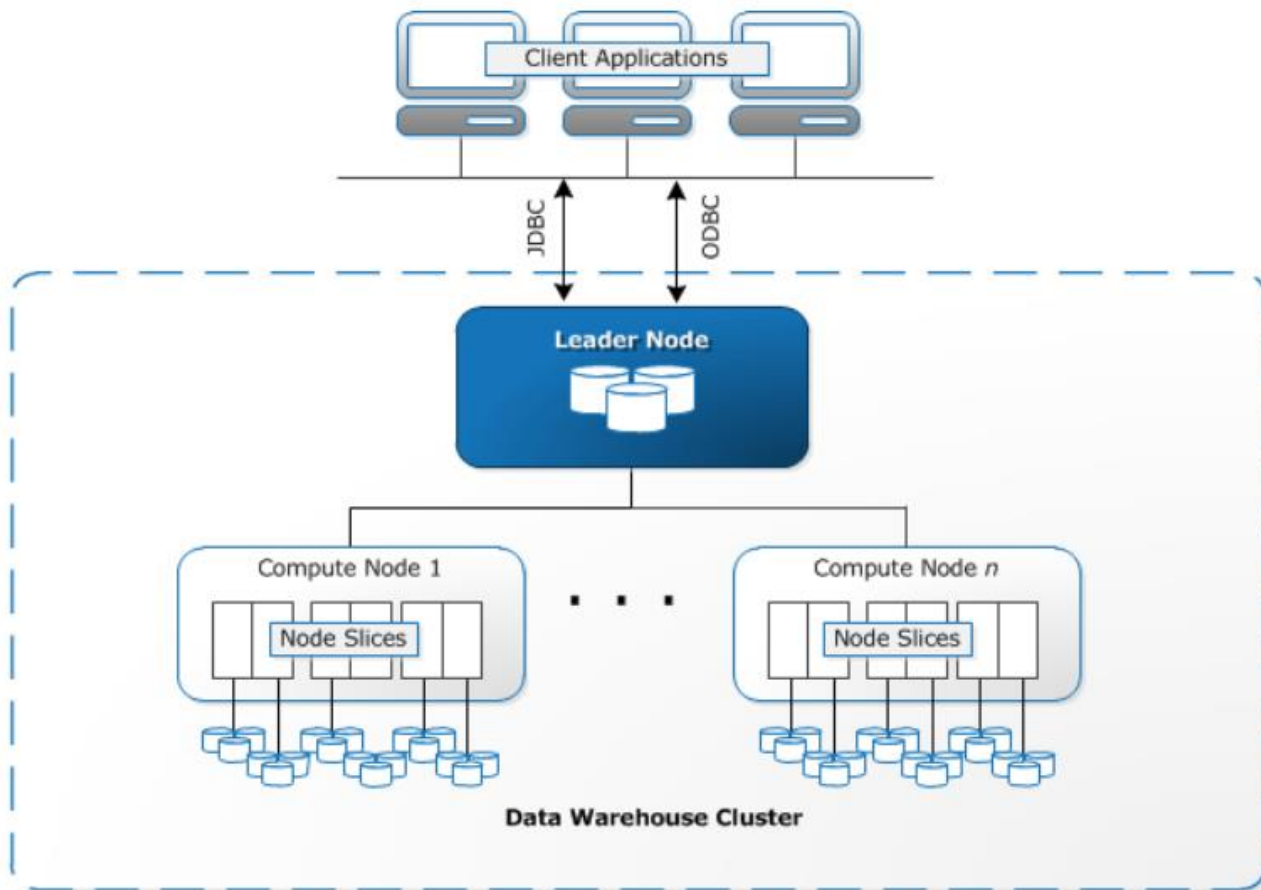 Client Applications
JDBC
ODBC
Leader Node
Compute Node 1
Compute Node n
. . .
Node Slices
Node Slices
Data Warehouse Cluster